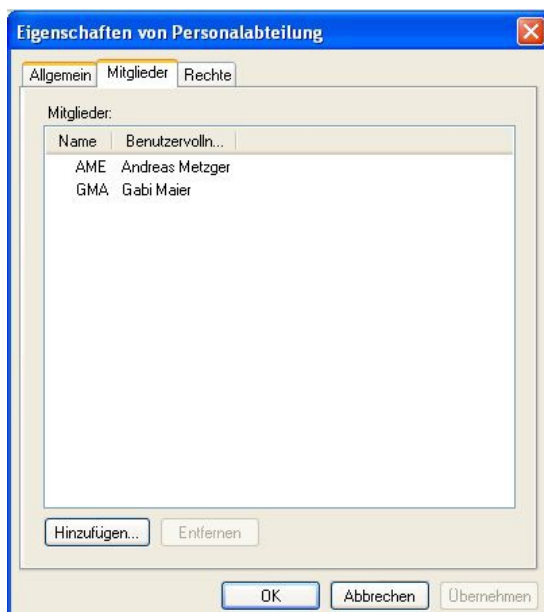 Eigenschaften von Personalabteilung
Allgemein Mitglieder Rechte
Mitglieder:
Name Benutzervolln...
AME Andreas Metzger
GMA Gabi Maier
Hinzufügen... Entfernen
OK Abbrechen Übernehmen